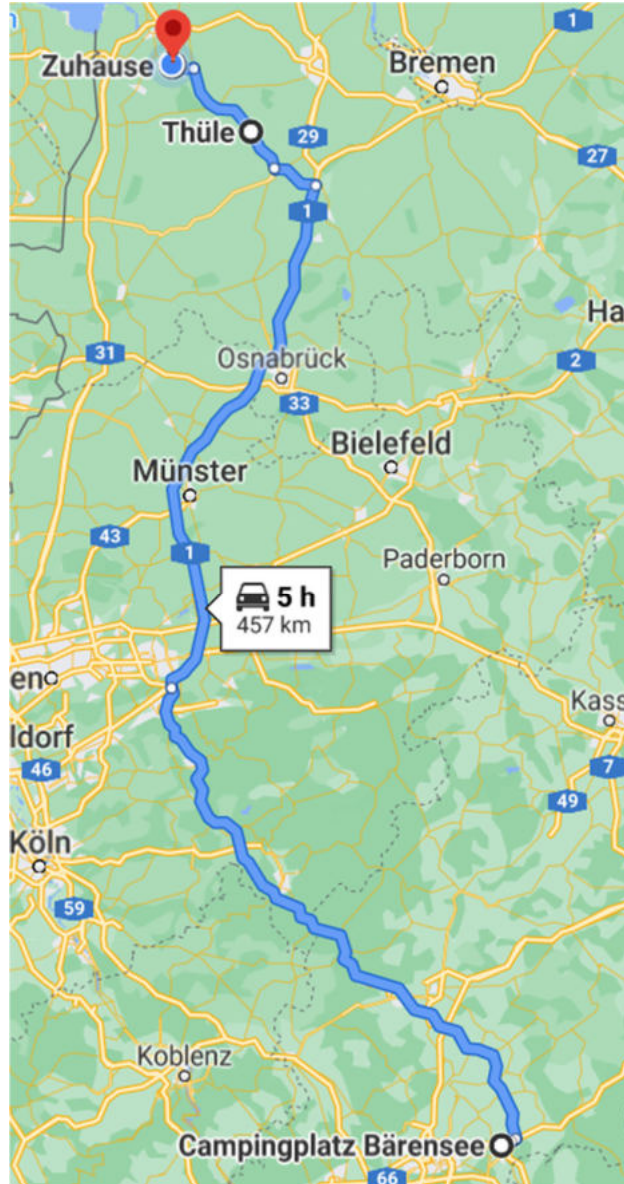 1
Zuhause
Bremen
Thüle
29
27
1
Ha
31
Osnabrück
2
33
Bielefeld
Münster
43
1
Paderborn
5 h
457 km
en
Kass
ldorf
46
7
49
Köln
59
Koblenz
Campingplatz Bärensee
66